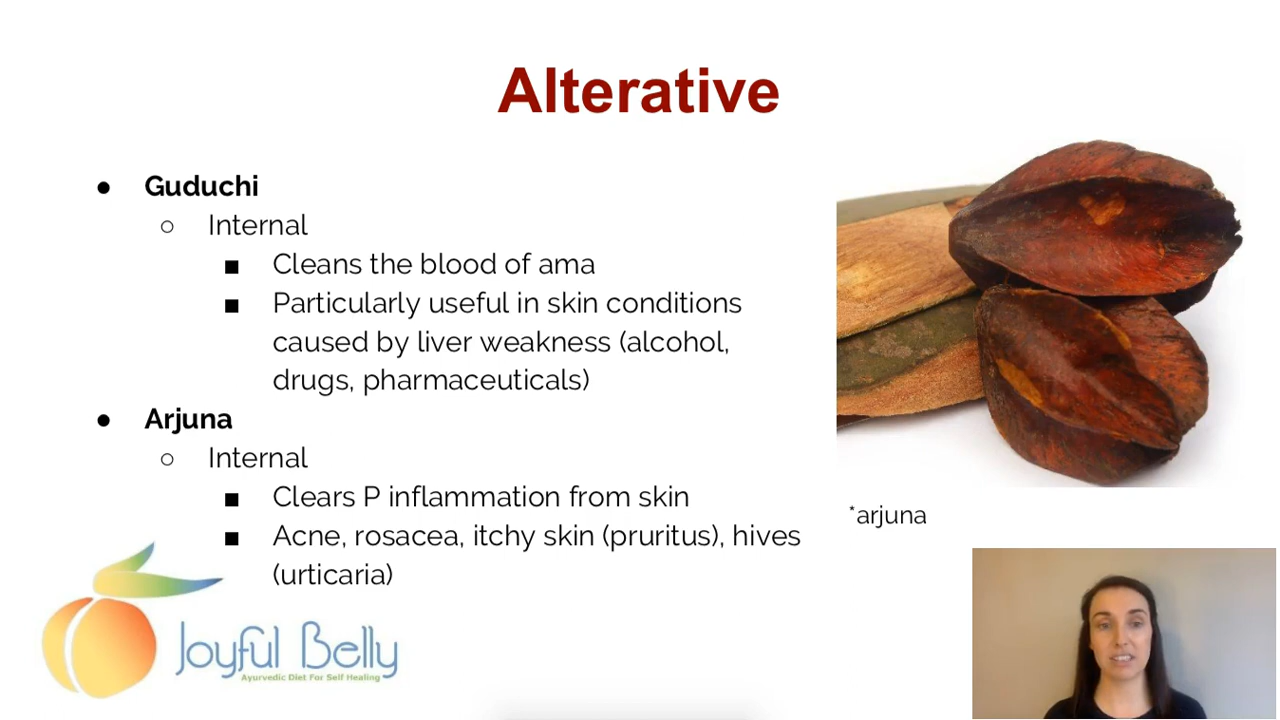 Alterative
● Guduchi
○ Internal
■ Cleans the blood of ama
■ Particularly useful in skin conditions
caused by liver weakness (alcohol,
drugs, pharmaceuticals)
● Arjuna
○ Internal
■ Clears P inflammation from skin
■ Acne, rosacea, itchy skin (pruritus), hives
(urticaria)
*arjuna
Joyful Belly
Ayurvedic Diet For Self Healing